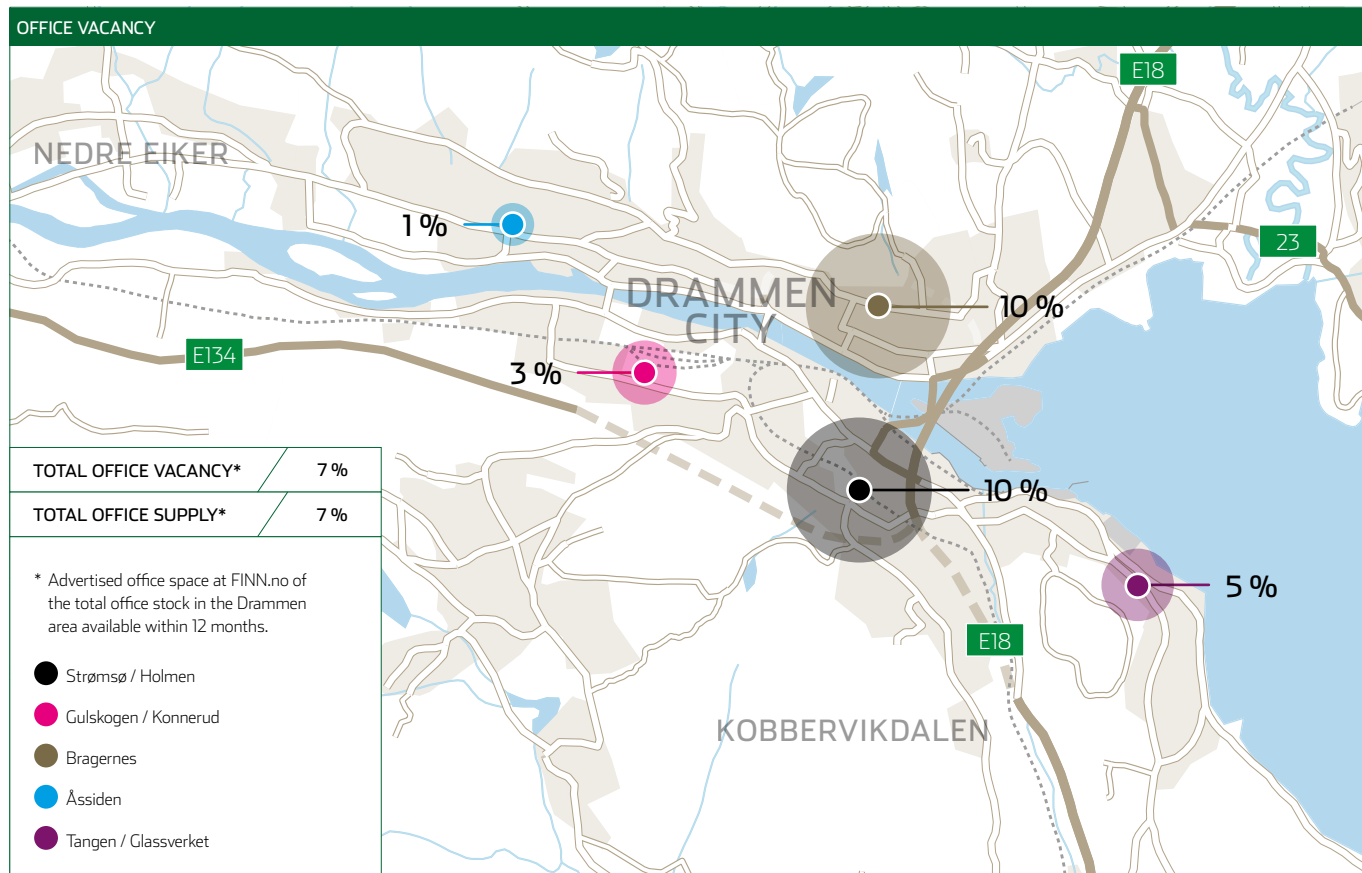 OFFICE VACANCY
E18
NEDRE EIKER
1 %
23
DRAMMEN
CITY
10 %
E134
3 %
10 %
5 %
E18
KOBBERVIKDALEN
TOTAL OFFICE VACANCY* 7 %
TOTAL OFFICE SUPPLY* 7 %
* Advertised office space at FINN.no of
the total office stock in the Drammen
area available within 12 months.
Strømsø / Holmen
Gulskogen / Konnerud
Bragernes
Åssiden
Tangen / Glassverket